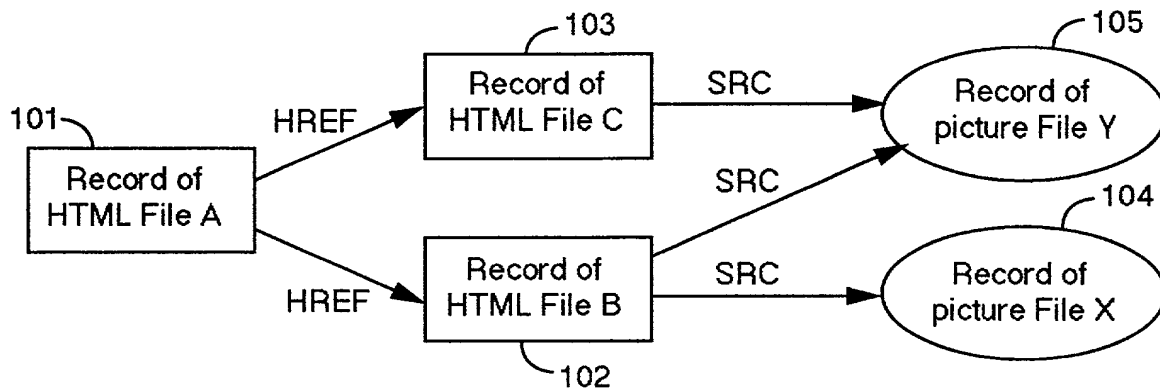 103
105
Record of
HTML File C
SRC
Record of
picture File Y
101
HREF
Record of
HTML File A
SRC
104
HREF
Record of
HTML File B
SRC
Record of
picture File X
102